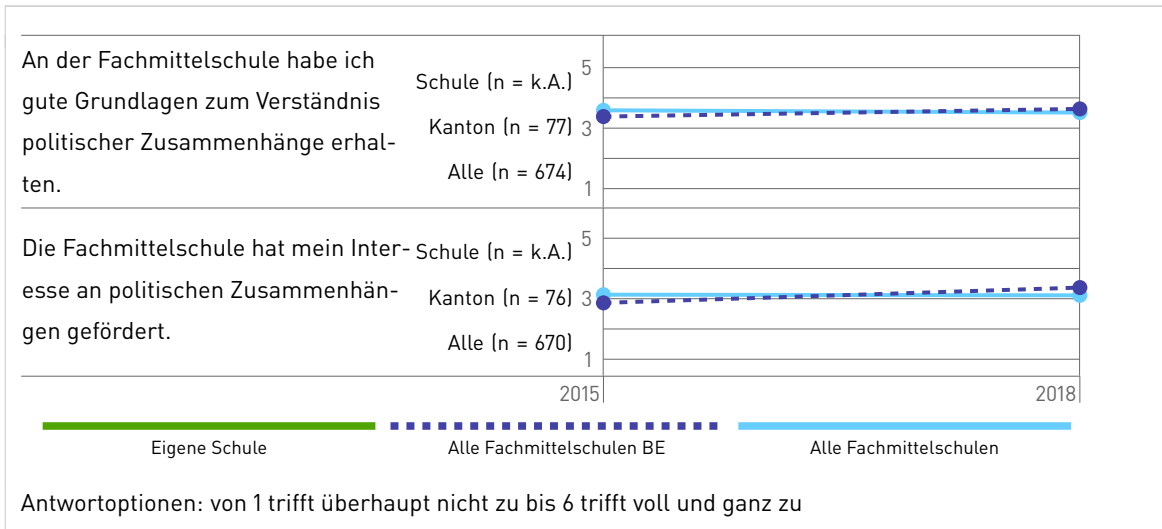 An der Fachmittelschule habe ich
gute Grundlagen zum Verständnis
politischer Zusammenhänge erhal-
ten.
Schule (n = k.A.)
Kanton (n = 77)
Alle (n = 674)
5
3
1
Die Fachmittelschule hat mein Inter-
esse an politischen Zusammenhän-
gen gefördert.
Schule (n = k.A.)
Kanton (n = 76)
Alle (n = 670)
5
3
1
2015 2018
Eigene Schule Alle Fachmittelschulen BE Alle Fachmittelschulen
Antwortoptionen: von 1 trifft überhaupt nicht zu bis 6 trifft voll und ganz zu